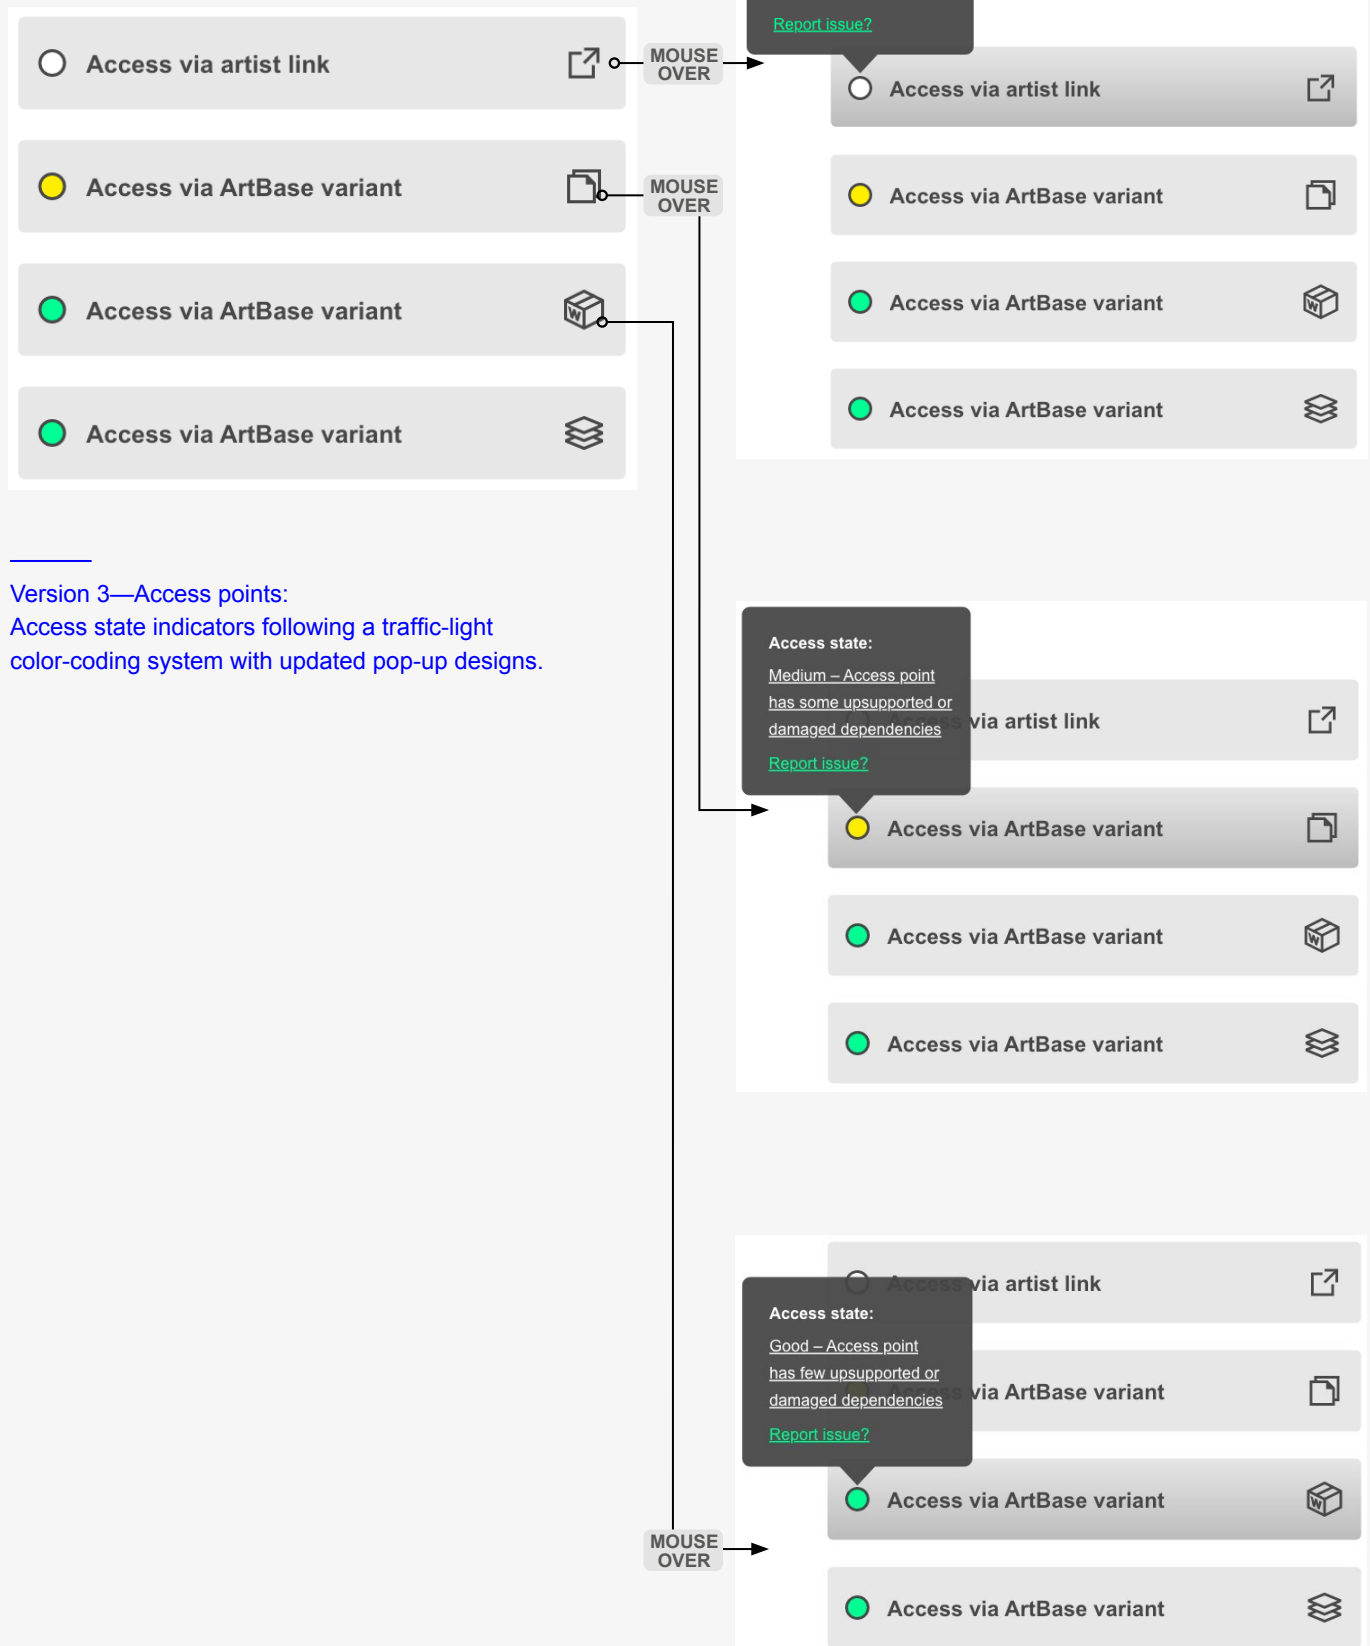 Access via artist link
Access via ArtBase variant
Access via ArtBase variant
Access via ArtBase variant
MOUSE
OVER
MOUSE
OVER
Version 3—Access points:
Access state indicators following a traffic-light
color-coding system with updated pop-up designs.
Report issue?
Access via artist link
Access via ArtBase variant
Access via ArtBase variant
Access via ArtBase variant
Access state:
Medium – Access point
has some upsupported or
damaged dependencies
Report issue?
Access via artist link
Access via ArtBase variant
Access via ArtBase variant
Access via ArtBase variant
MOUSE
OVER
Access via artist link
Access state:
Good – Access point
has few upsupported or
damaged dependencies
Report issue?
Access via ArtBase variant
Access via ArtBase variant
Access via ArtBase variant